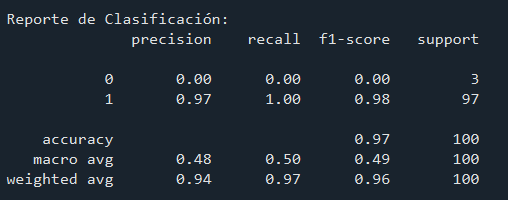 Reporte de Clasificación:
precision recall f1-score support
0 0.00 0.00 0.00 3
1 0.97 1.00 0.98 97
accuracy 0.97 100
macro avg 0.48 0.50 0.49 100
weighted avg 0.94 0.97 0.96 100